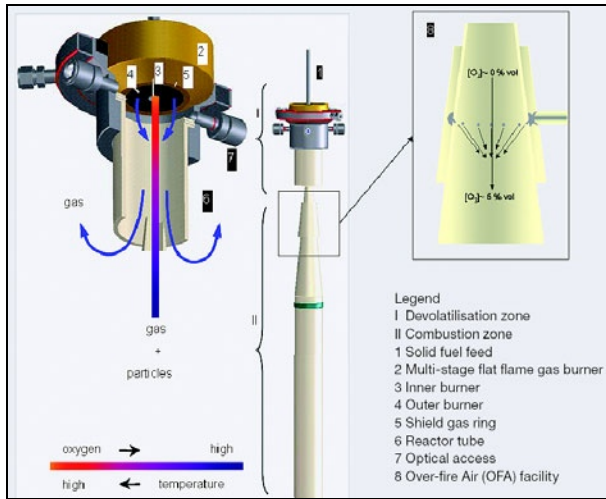 2
4
3
5
7
6
gas
gas
+
particles
oxygen → high
high ← temperature
1
I
II
8
[O₂]~ 0 % vol
[O₂]~ 5 % vol
Legend
I Devolatilisation zone
II Combustion zone
1 Solid fuel feed
2 Multi-stage flat flame gas burner
3 Inner burner
4 Outer burner
5 Shield gas ring
6 Reactor tube
7 Optical access
8 Over-fire Air (OFA) facility